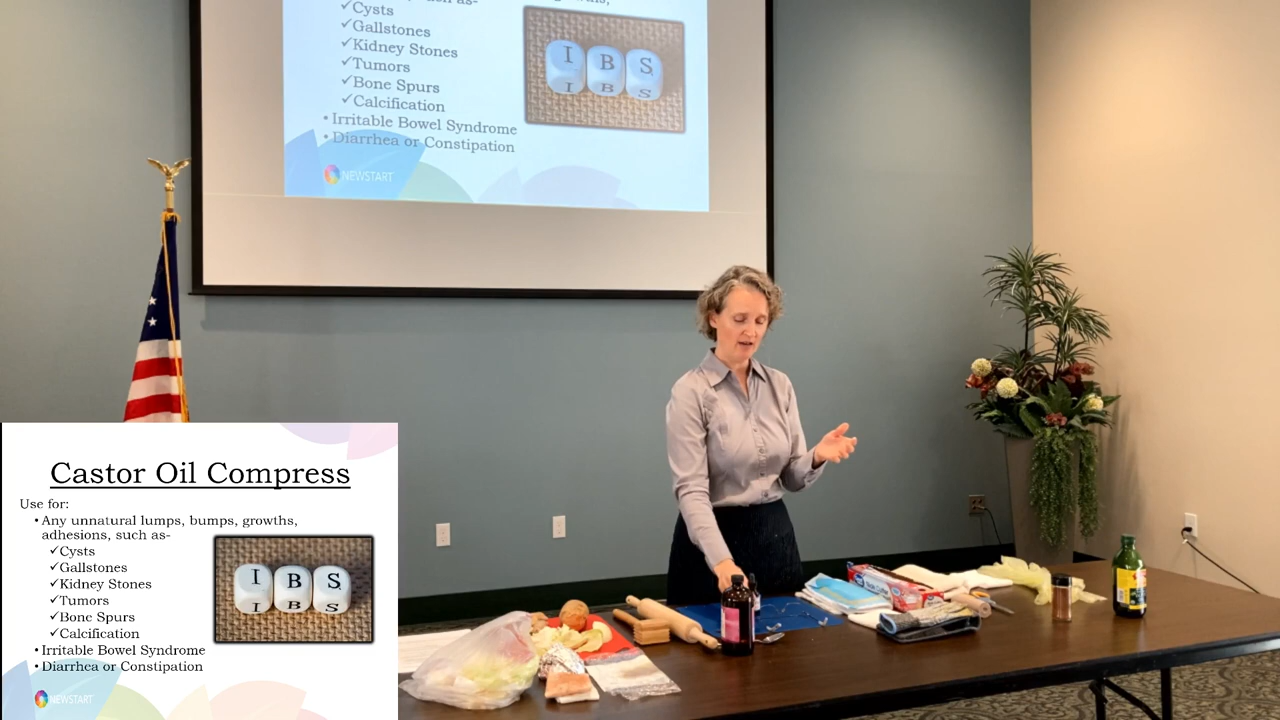 Cysts
Gallstones
Kidney Stones
Tumors
Bone Spurs
Calcification
• Irritable Bowel Syndrome
• Diarrhea or Constipation
NEWSTART
I B S
I B S
Castor Oil Compress
Use for:
• Any unnatural lumps, bumps, growths,
adhesions, such as-
✓Cysts
✓Gallstones
✓Kidney Stones
✓Tumors
✓Bone Spurs
✓Calcification
• Irritable Bowel Syndrome
• Diarrhea or Constipation
NEWSTART
I B S
I B S